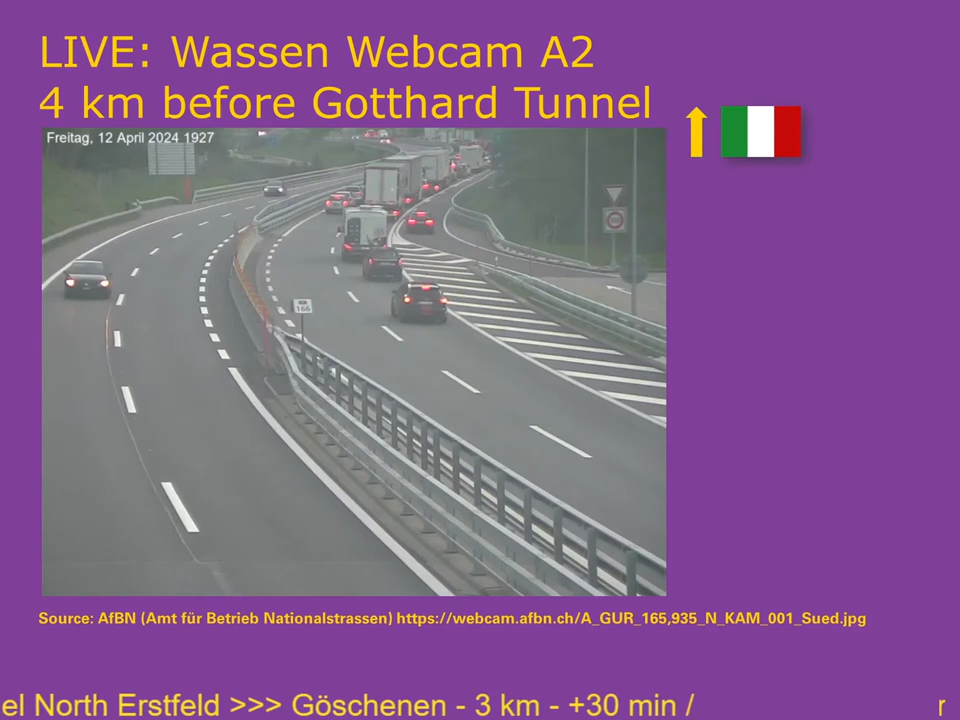 LIVE: Wassen Webcam A2
4 km before Gotthard Tunnel
Freitag, 12 April 2024 1927
166
Source: AfBN (Amt für Betrieb Nationalstrassen) https://webcam.afbn.ch/A_GUR_165,935_N_KAM_001_Sued.jpg
el North Erstfeld >>> Göschenen - 3 km - +30 min / r